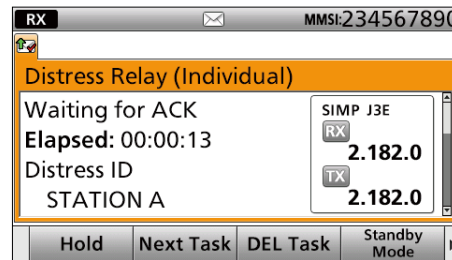 RX MMSI:234567890
Distress Relay (Individual)
Waiting for ACK
Elapsed: 00:00:13
Distress ID
STATION A
SIMP J3E
RX
2.182.0
TX
2.182.0
Hold Next Task DEL Task Standby Mode